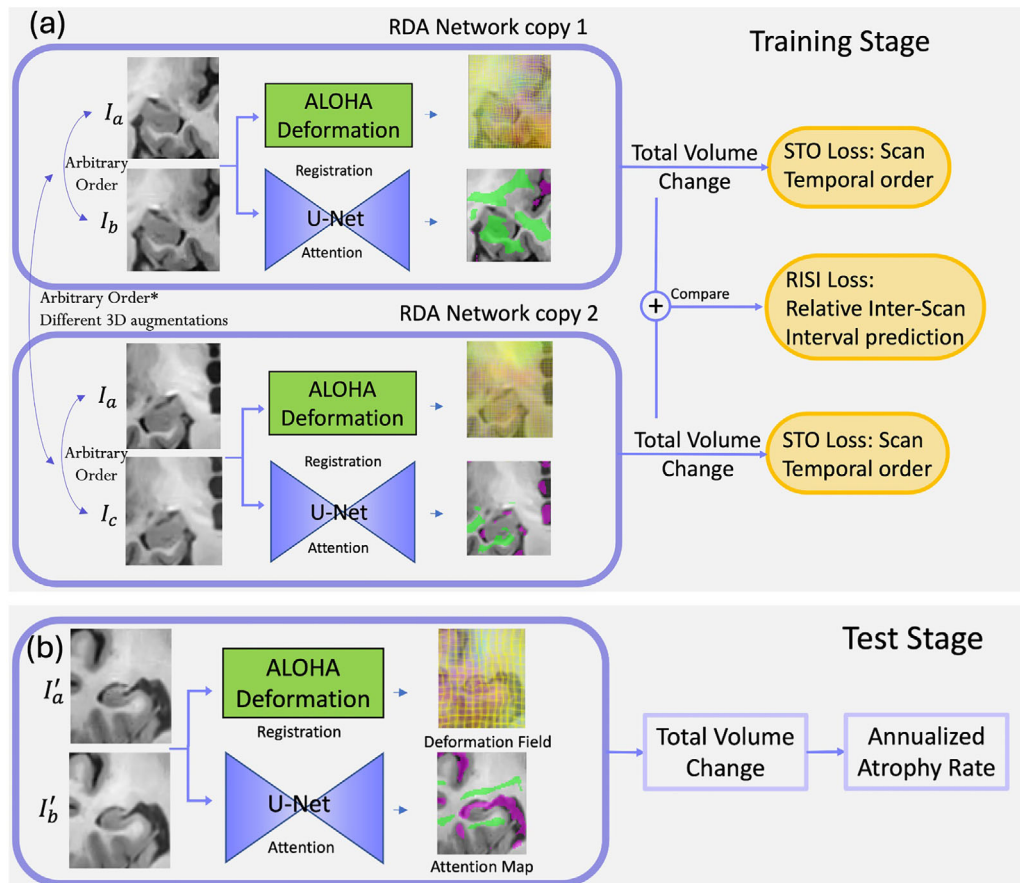 (a)
RDA Network copy 1
Training Stage
Iₐ
Arbitrary
Order
I_b
ALOHA
Deformation
Registration
U-Net
Attention
Total Volume
Change
STO Loss: Scan
Temporal order
Arbitrary Order*
Different 3D augmentations
+
Compare
RISI Loss:
Relative Inter-Scan
Interval prediction
RDA Network copy 2
Iₐ
Arbitrary
Order
I_c
ALOHA
Deformation
Registration
U-Net
Attention
Total Volume
Change
STO Loss: Scan
Temporal order
(b)
Test Stage
I′ₐ
I′_b
ALOHA
Deformation
Registration
U-Net
Attention
Deformation Field
Attention Map
Total Volume
Change
Annualized
Atrophy Rate